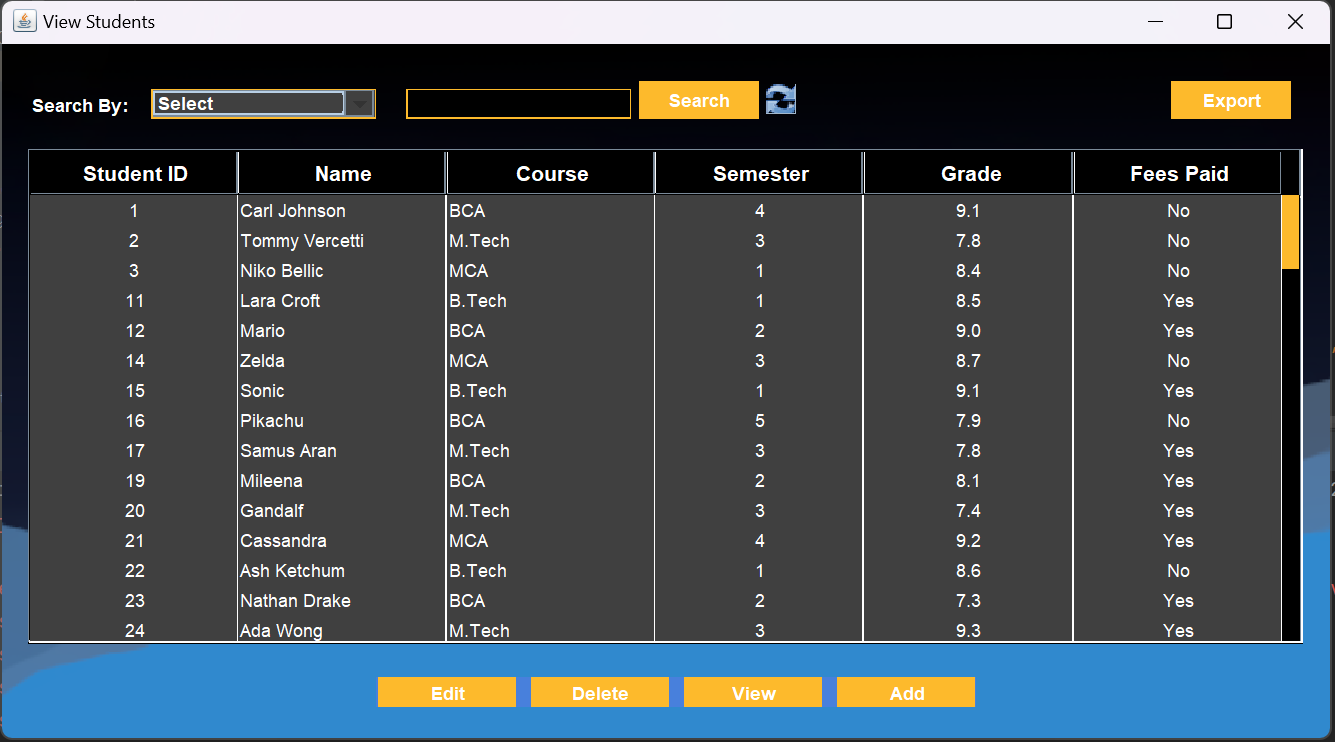 View Students
Search By: Select Search Export
Student ID Name Course Semester Grade Fees Paid
1 Carl Johnson BCA 4 9.1 No
2 Tommy Vercetti M.Tech 3 7.8 No
3 Niko Bellic MCA 1 8.4 No
11 Lara Croft B.Tech 1 8.5 Yes
12 Mario BCA 2 9.0 Yes
14 Zelda MCA 3 8.7 No
15 Sonic B.Tech 1 9.1 Yes
16 Pikachu BCA 5 7.9 No
17 Samus Aran M.Tech 3 7.8 Yes
19 Mileena BCA 2 8.1 Yes
20 Gandalf M.Tech 3 7.4 Yes
21 Cassandra MCA 4 9.2 Yes
22 Ash Ketchum B.Tech 1 8.6 No
23 Nathan Drake BCA 2 7.3 Yes
24 Ada Wong M.Tech 3 9.3 Yes
Edit Delete View Add